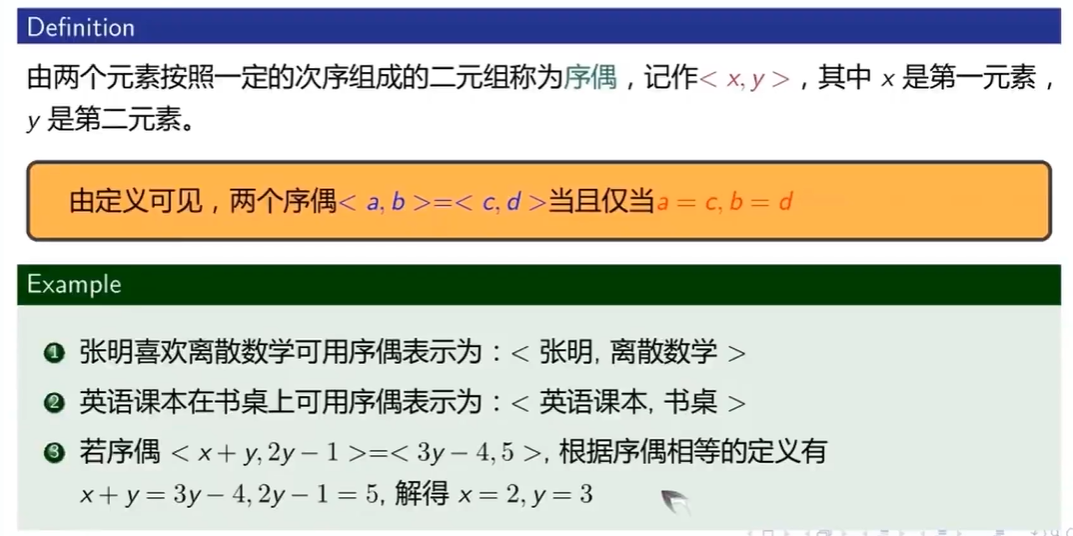 Definition
由两个元素按照一定的次序组成的二元组称为序偶，记作< x, y >，其中 x 是第一元素，
y 是第二元素。
由定义可见，两个序偶< a, b >=< c, d >当且仅当a = c, b = d
Example
1 张明喜欢离散数学可用序偶表示为：< 张明, 离散数学 >
2 英语课本在书桌上可用序偶表示为：< 英语课本, 书桌 >
3 若序偶 < x + y, 2y − 1 >=< 3y − 4, 5 >, 根据序偶相等的定义有
x + y = 3y − 4, 2y − 1 = 5, 解得 x = 2, y = 3